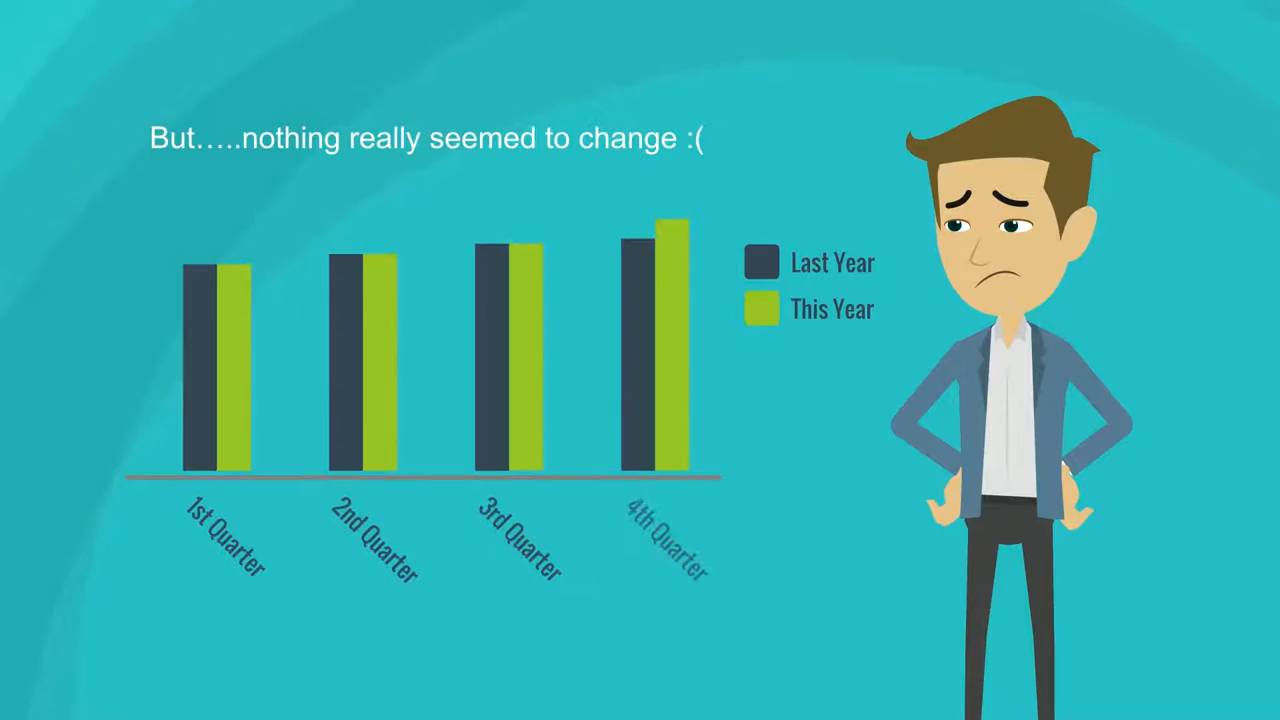 But…..nothing really seemed to change :(
Last Year
This Year
1st Quarter
2nd Quarter
3rd Quarter
4th Quarter